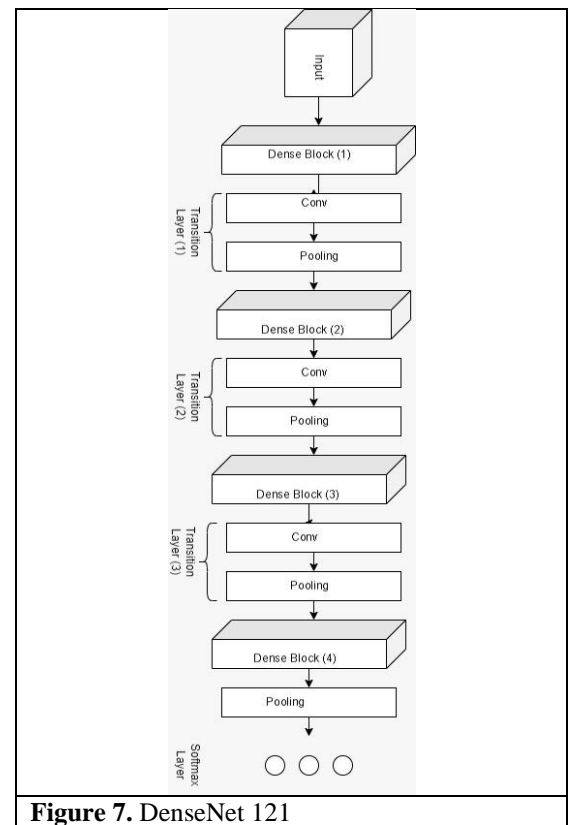 Input
Dense Block (1)
Transition
Layer (1)
Conv
Pooling
Dense Block (2)
Transition
Layer (2)
Conv
Pooling
Dense Block (3)
Transition
Layer (3)
Conv
Pooling
Dense Block (4)
Pooling
Softmax
Layer
Figure 7. DenseNet 121